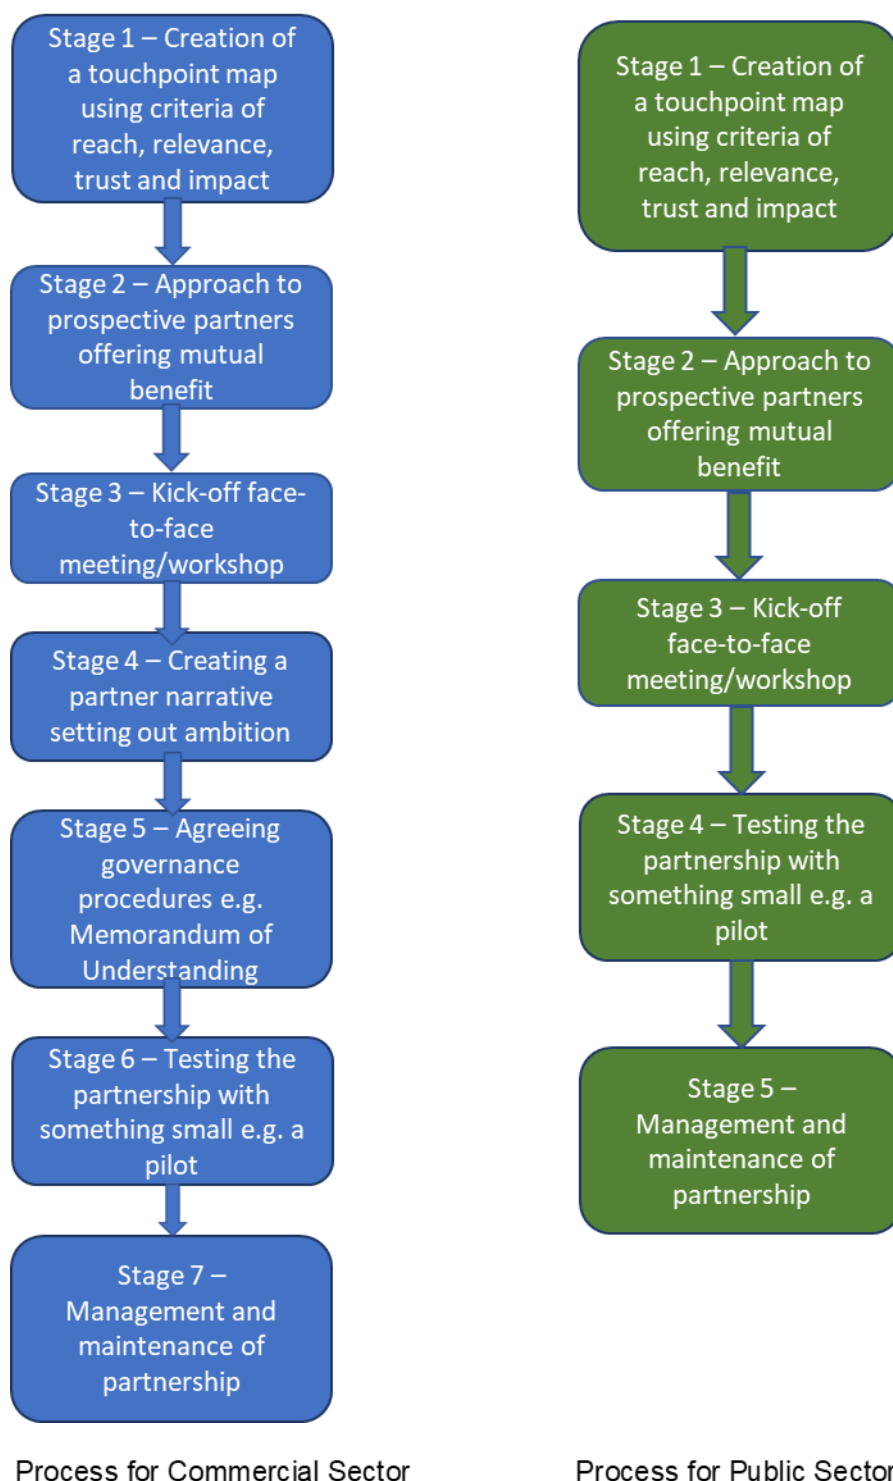 Stage 1 – Creation of
a touchpoint map
using criteria of
reach, relevance,
trust and impact
Stage 2 – Approach to
prospective partners
offering mutual
benefit
Stage 3 – Kick-off face-
to-face
meeting/workshop
Stage 4 – Creating a
partner narrative
setting out ambition
Stage 5 – Agreeing
governance
procedures e.g.
Memorandum of
Understanding
Stage 6 – Testing the
partnership with
something small e.g. a
pilot
Stage 7 –
Management and
maintenance of
partnership
Process for Commercial Sector
Stage 1 – Creation of
a touchpoint map
using criteria of
reach, relevance,
trust and impact
Stage 2 – Approach to
prospective partners
offering mutual
benefit
Stage 3 – Kick-off
face-to-face
meeting/workshop
Stage 4 – Testing the
partnership with
something small e.g. a
pilot
Stage 5 –
Management and
maintenance of
partnership
Process for Public Sector